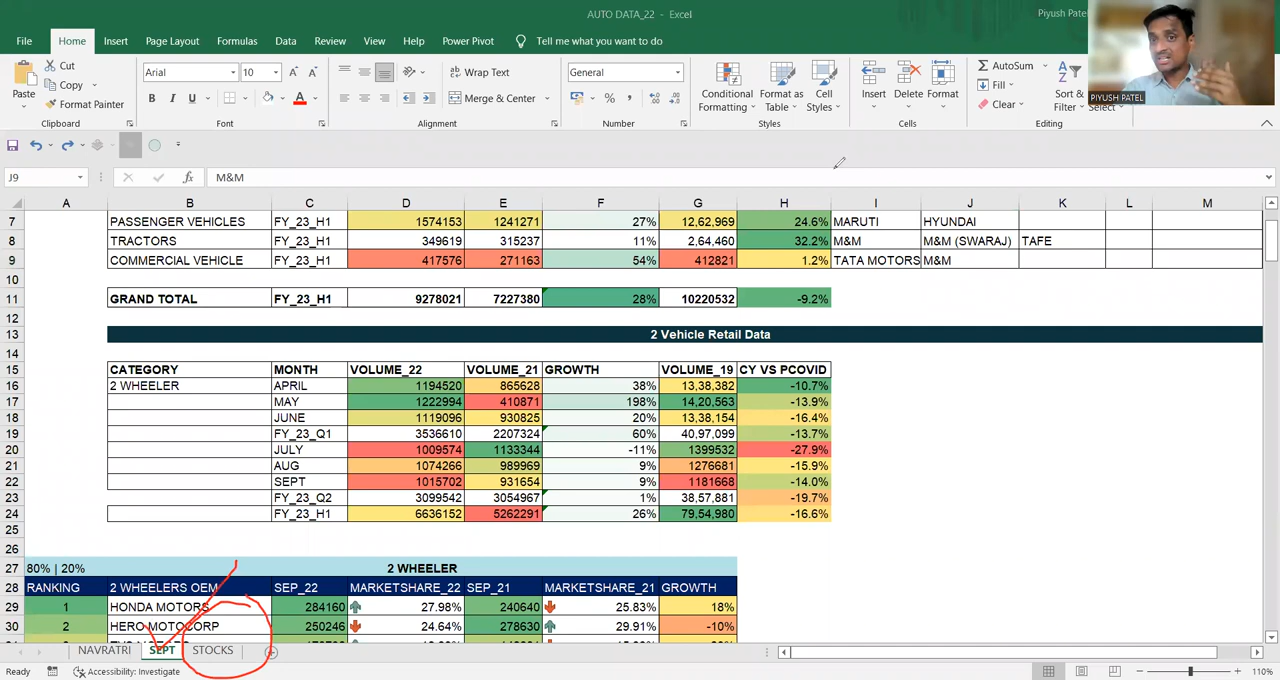 AUTO DATA_22 - Excel
Piyush Patel
File Home Insert Page Layout Formulas Data Review View Help Power Pivot Tell me what you want to do
Cut
Copy
Format Painter
Paste
Clipboard
Arial 10
B I U A
Font
Wrap Text
Merge & Center
Alignment
General
% ,
Number
Conditional Formatting
Format as Table
Cell Styles
Styles
Insert Delete Format
Cells
AutoSum
Fill
Clear
Sort & Filter
Select
Editing
PIYUSH PATEL
J9 fx M&M
A B C D E F G H I J K L M
7 PASSENGER VEHICLES FY_23_H1 1574153 1241271 27% 12,62,969 24.6% MARUTI HYUNDAI
8 TRACTORS FY_23_H1 349619 315237 11% 2,64,460 32.2% M&M M&M (SWARAJ) TAFE
9 COMMERCIAL VEHICLE FY_23_H1 417576 271163 54% 412821 1.2% TATA MOTORS M&M
10
11 GRAND TOTAL FY_23_H1 9278021 7227380 28% 10220532 -9.2%
12
13 2 Vehicle Retail Data
14
15 CATEGORY MONTH VOLUME_22 VOLUME_21 GROWTH VOLUME_19 CY VS PCOVID
16 2 WHEELER APRIL 1194520 865628 38% 13,38,382 -10.7%
17 MAY 1222994 410871 198% 14,20,563 -13.9%
18 JUNE 1119096 930825 20% 13,38,154 -16.4%
19 FY_23_Q1 3536610 2207324 60% 40,97,099 -13.7%
20 JULY 1009574 1133344 -11% 1399532 -27.9%
21 AUG 1074266 989969 9% 1276681 -15.9%
22 SEPT 1015702 931654 9% 1181668 -14.0%
23 FY_23_Q2 3099542 3054967 1% 38,57,881 -19.7%
24 FY_23_H1 6636152 5262291 26% 79,54,980 -16.6%
25
26
27 80% | 20% 2 WHEELER
28 RANKING 2 WHEELERS OEM SEP_22 MARKETSHARE_22 SEP_21 MARKETSHARE_21 GROWTH
29 1 HONDA MOTORS 284160 27.98% 240640 25.83% 18%
30 2 HERO MOTOCORP 250246 24.64% 278630 29.91% -10%
NAVRATRI SEPT STOCKS
Ready Accessibility: Investigate 110%